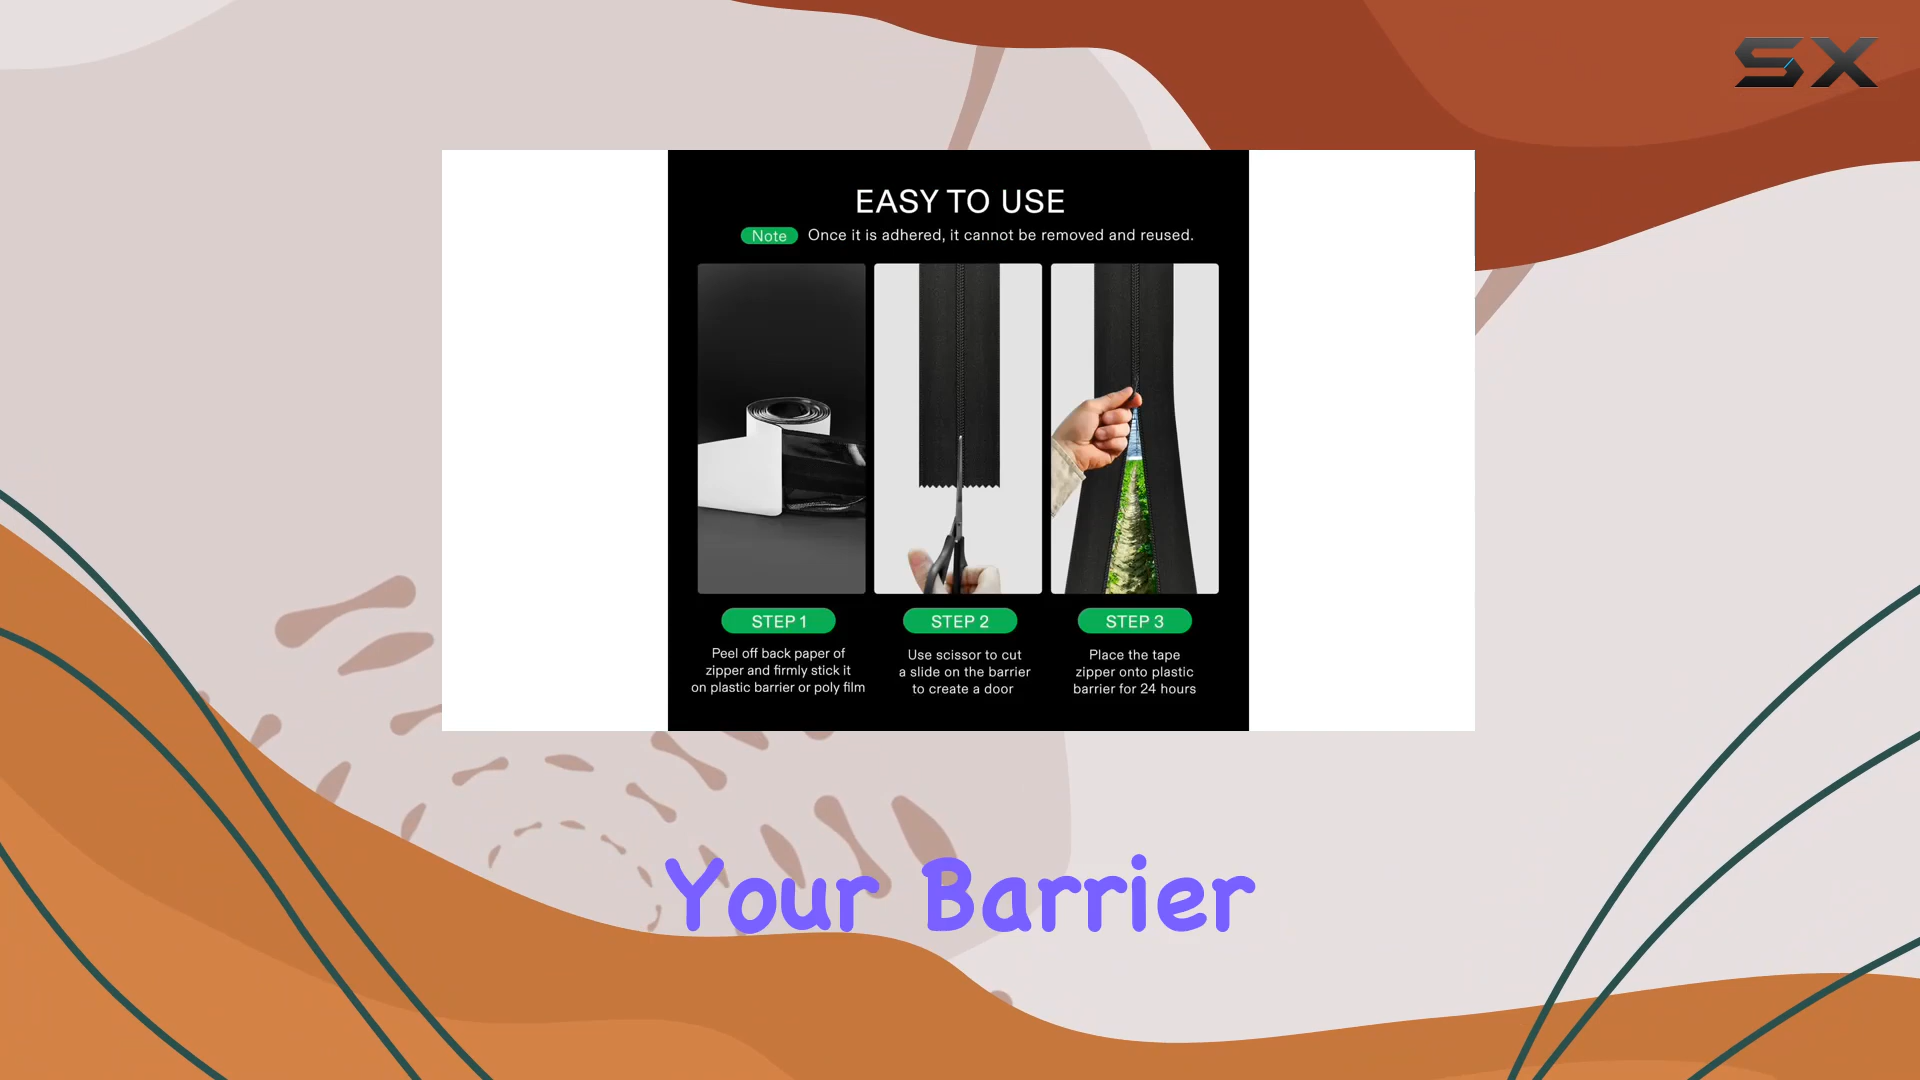 SX
EASY TO USE
Note Once it is adhered, it cannot be removed and reused.
STEP 1
Peel off back paper of
zipper and firmly stick it
on plastic barrier or poly film
STEP 2
Use scissor to cut
a slide on the barrier
to create a door
STEP 3
Place the tape
zipper onto plastic
barrier for 24 hours
Your Barrier